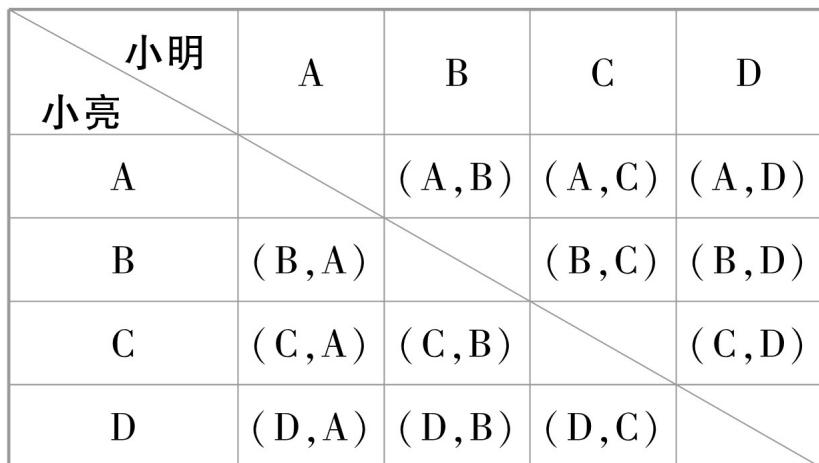 小明 A B C D
小亮
A (A,B) (A,C) (A,D)
B (B,A) (B,C) (B,D)
C (C,A) (C,B) (C,D)
D (D,A) (D,B) (D,C)